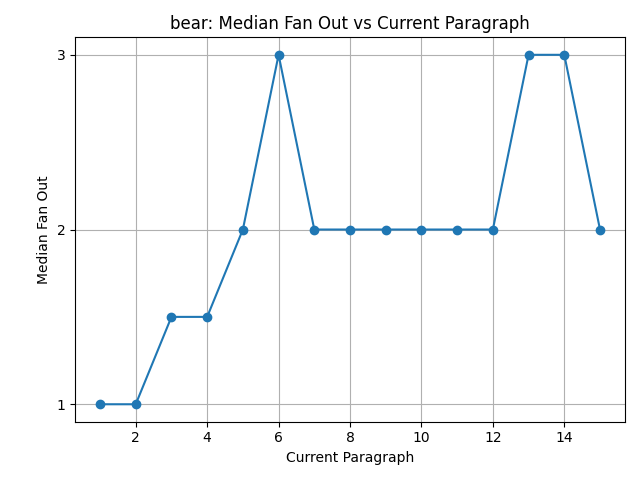 bear: Median Fan Out vs Current Paragraph
3
2
1
Median Fan Out
2 4 6 8 10 12 14
Current Paragraph